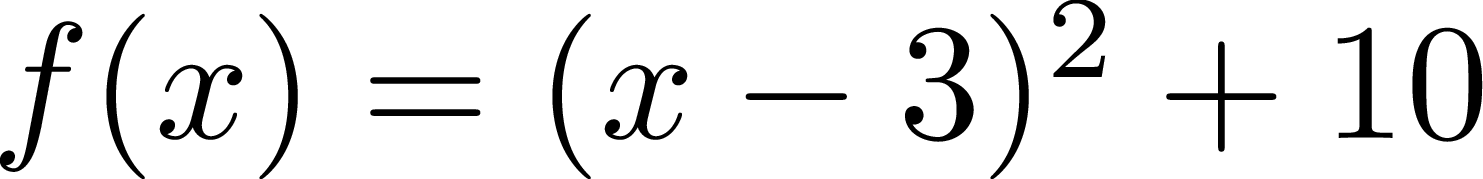 f(x) = (x − 3)² + 10